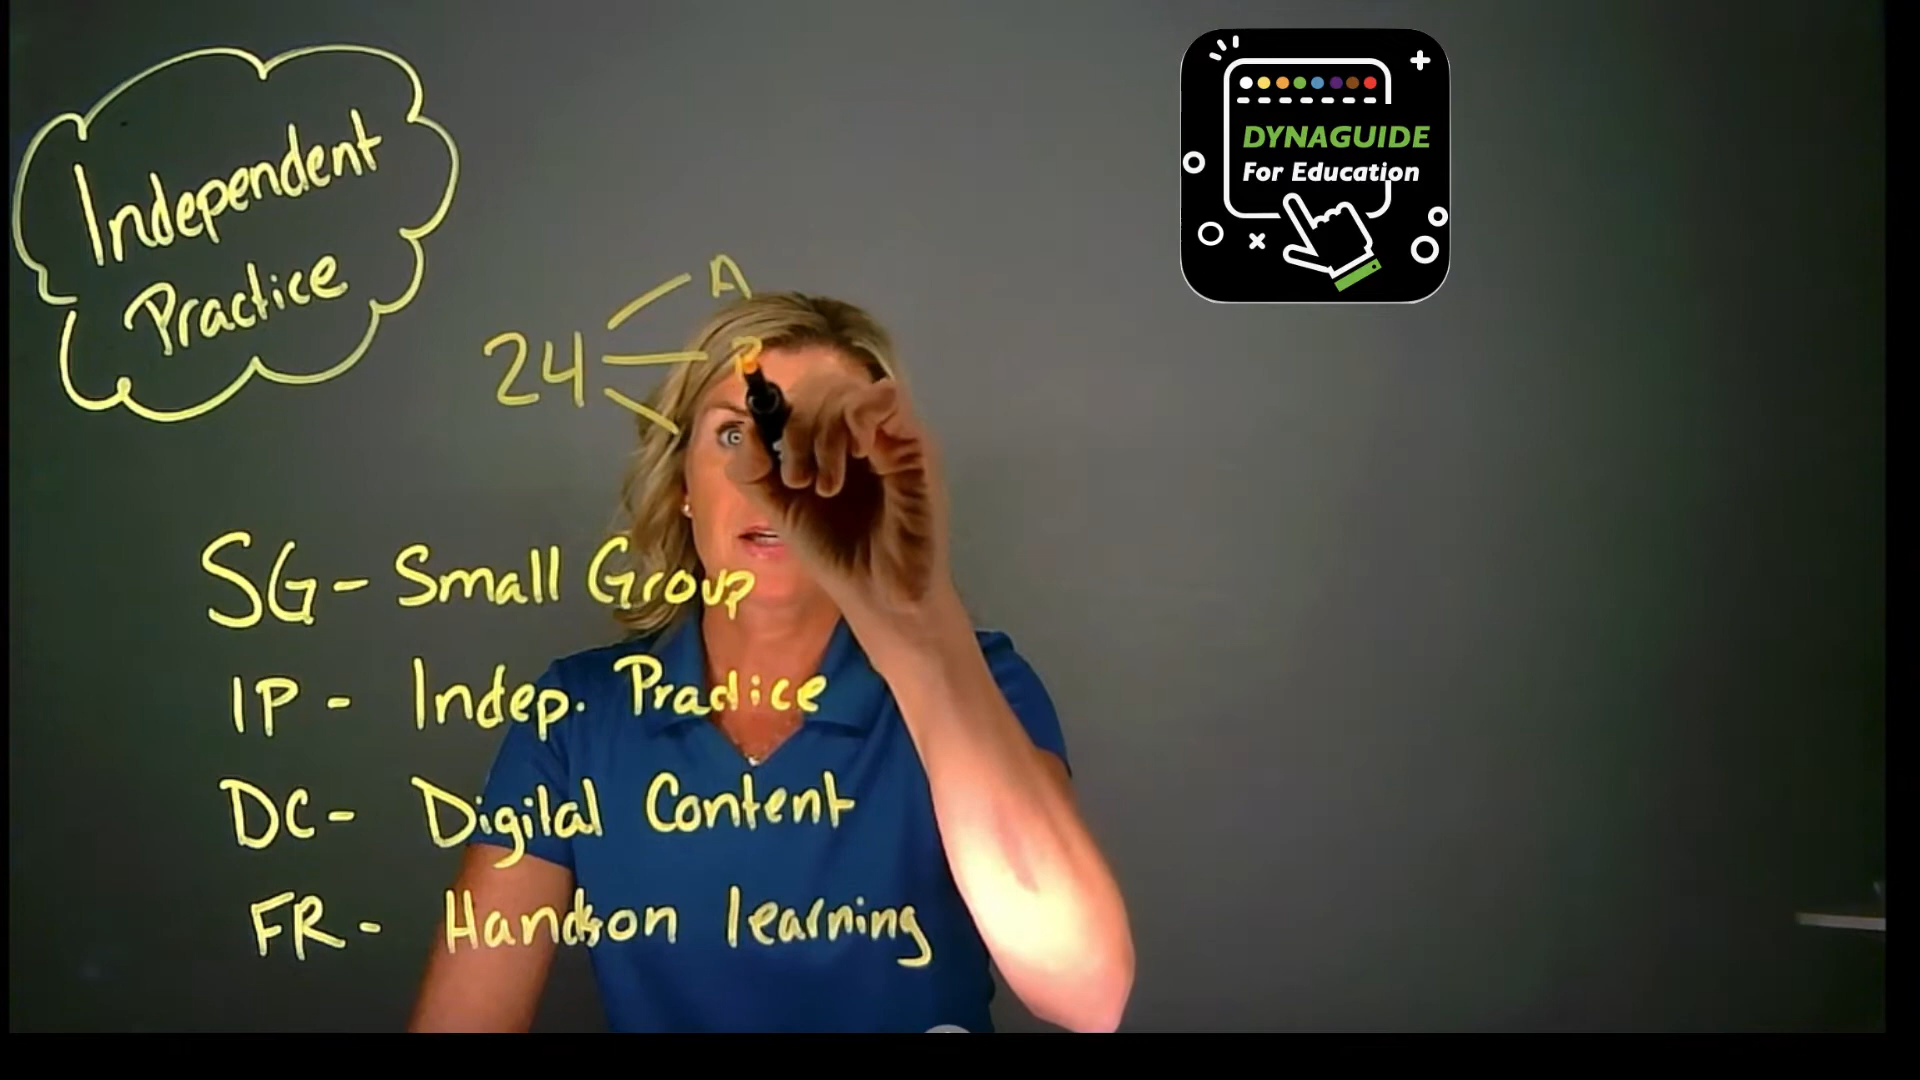 Independent
Practice
DYNAGUIDE
For Education
A
24
B
SG - Small Group
IP - Indep. Practice
DC - Digital Content
FR - Handson learning